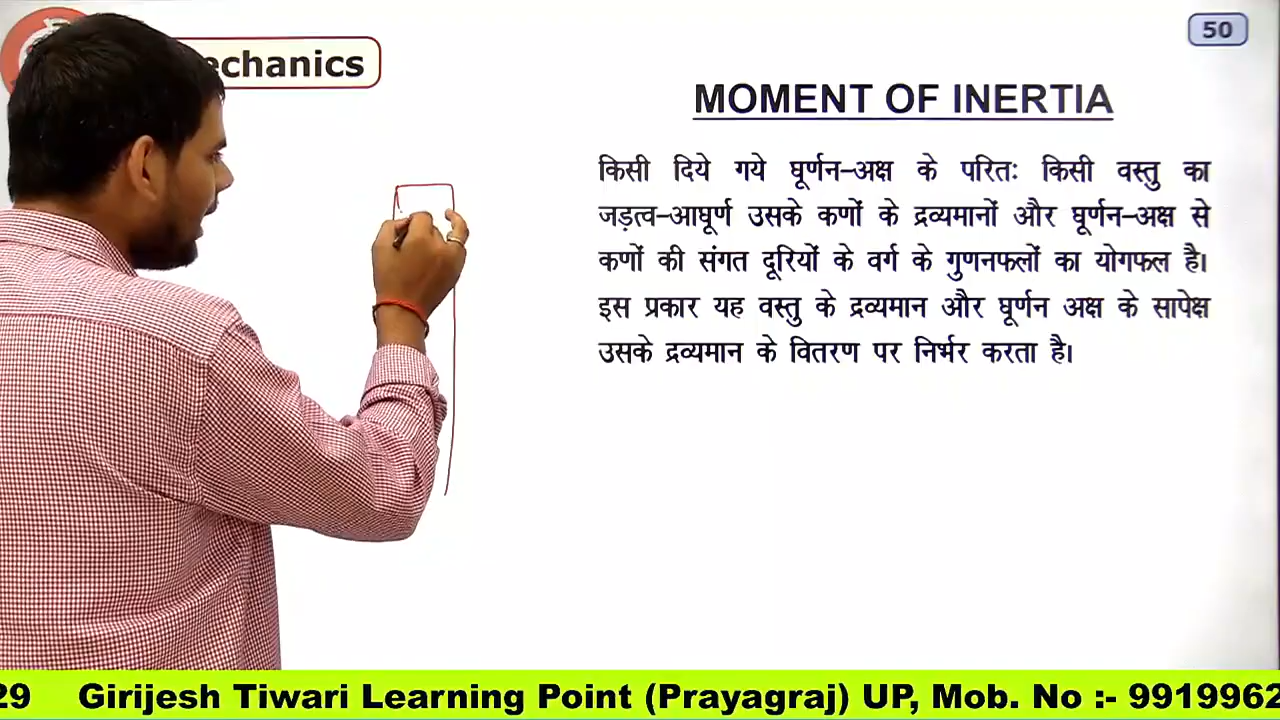 echanics
50
MOMENT OF INERTIA
किसी दिये गये घूर्णन-अक्ष के परितः किसी वस्तु का
जड़त्व-आघूर्ण उसके कणों के द्रव्यमानों और घूर्णन-अक्ष से
कणों की संगत दूरियों के वर्ग के गुणनफलों का योगफल है।
इस प्रकार यह वस्तु के द्रव्यमान और घूर्णन अक्ष के सापेक्ष
उसके द्रव्यमान के वितरण पर निर्भर करता है।
29 Girijesh Tiwari Learning Point (Prayagraj) UP, Mob. No :- 9919962